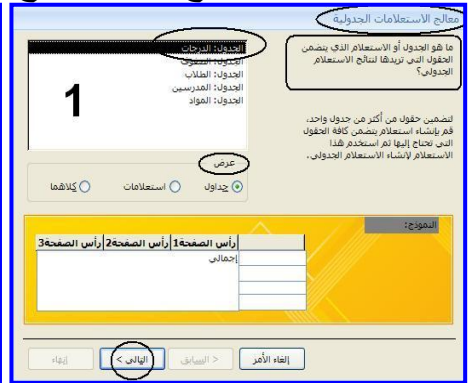 معالج الاستعلامات الجدولية
ما هو الجدول أو الاستعلام الذي يتضمن
الحقول التي تريدها لنتائج الاستعلام
الجدولي؟
لتضمين حقول من أكثر من جدول واحد،
قم بإنشاء استعلام يتضمن كافة الحقول
التي تحتاج إليها ثم استخدم هذا
الاستعلام لإنشاء الاستعلام الجدولي.
الجدول: الدرجات
الجدول: الصفوف
الجدول: الطلاب
الجدول: المدرسين
الجدول: المواد
1
عرض
جداول
استعلامات
كلاهما
النموذج:
رأس الصفحة1 رأس الصفحة2 رأس الصفحة3
إجمالي
إلغاء الأمر
< السابق
التالي >
إنهاء